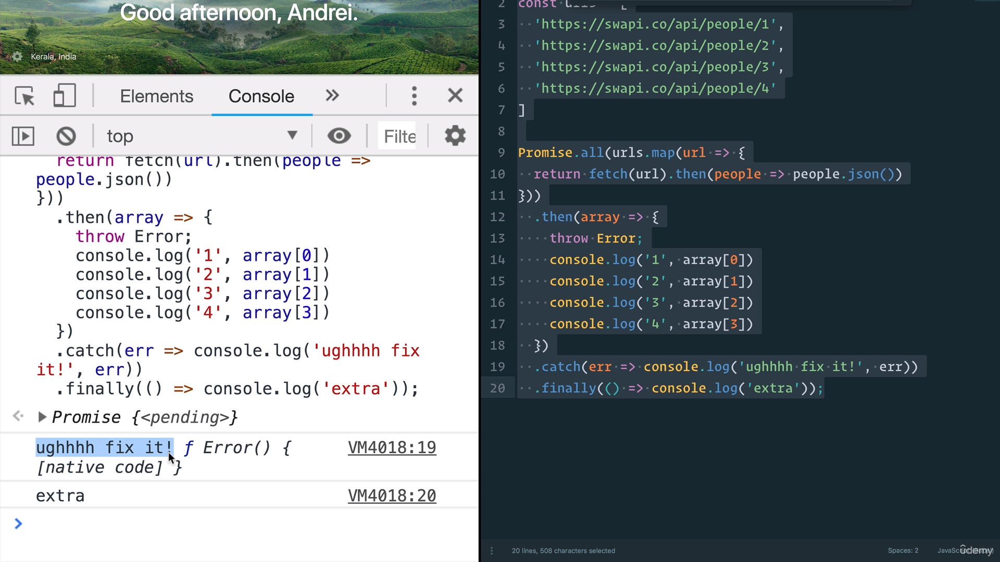 Good afternoon, Andrei.
Kerala, India
Elements Console
top Filte
return fetch(url).then(people =>
people.json())
}))
.then(array => {
throw Error;
console.log('1', array[0])
console.log('2', array[1])
console.log('3', array[2])
console.log('4', array[3])
})
.catch(err => console.log('ughhhh fix
it!', err))
.finally(() => console.log('extra'));
Promise {<pending>}
ughhhh fix it! ƒ Error() { VM4018:19
[native code] }
extra VM4018:20
2 const urls = [
3 'https://swapi.co/api/people/1',
4 'https://swapi.co/api/people/2',
5 'https://swapi.co/api/people/3',
6 'https://swapi.co/api/people/4'
7 ]
8
9 Promise.all(urls.map(url => {
10 return fetch(url).then(people => people.json())
11 }))
12 .then(array => {
13 throw Error;
14 console.log('1', array[0])
15 console.log('2', array[1])
16 console.log('3', array[2])
17 console.log('4', array[3])
18 })
19 .catch(err => console.log('ughhhh fix it!', err))
20 .finally(() => console.log('extra'));
20 lines, 508 characters selected
Spaces: 2
udemy